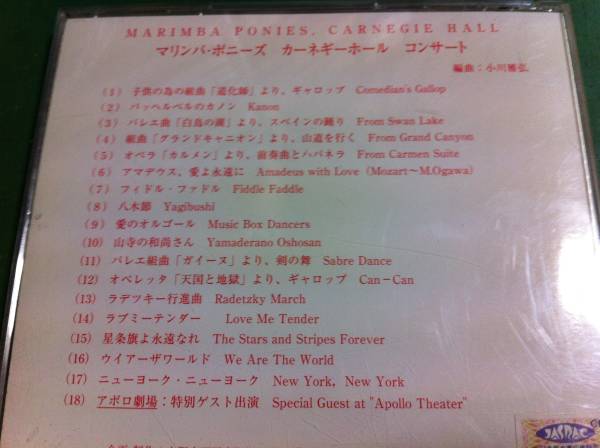 MARIMBA PONIES, CARNEGIE HALL
マリンバ・ポニーズ カーネギーホール コンサート
編曲:小川雅弘
(1) 子供の為の組曲「道化師」より、ギャロップ Comedian's Gallop
(2) パッヘルベルのカノン Kanon
(3) バレエ曲「白鳥の湖」より、スペインの踊り From Swan Lake
(4) 組曲「グランドキャニオン」より、山道を行く From Grand Canyon
(5) オペラ「カルメン」より、前奏曲とハバネラ From Carmen Suite
(6) アマデウス、愛よ永遠に Amadeus with Love (Mozart〜M.Ogawa)
(7) フィドル・ファドル Fiddle Faddle
(8) 八木節 Yagibushi
(9) 愛のオルゴール Music Box Dancers
(10) 山寺の和尚さん Yamaderano Oshosan
(11) バレエ組曲「ガイーヌ」より、剣の舞 Sabre Dance
(12) オペレッタ「天国と地獄」より、ギャロップ Can-Can
(13) ラデツキー行進曲 Radetzky March
(14) ラブミーテンダー Love Me Tender
(15) 星条旗よ永遠なれ The Stars and Stripes Forever
(16) ウイアーザワールド We Are The World
(17) ニューヨーク・ニューヨーク New York, New York
(18) アポロ劇場:特別ゲスト出演 Special Guest at "Apollo Theater"
JASRAC